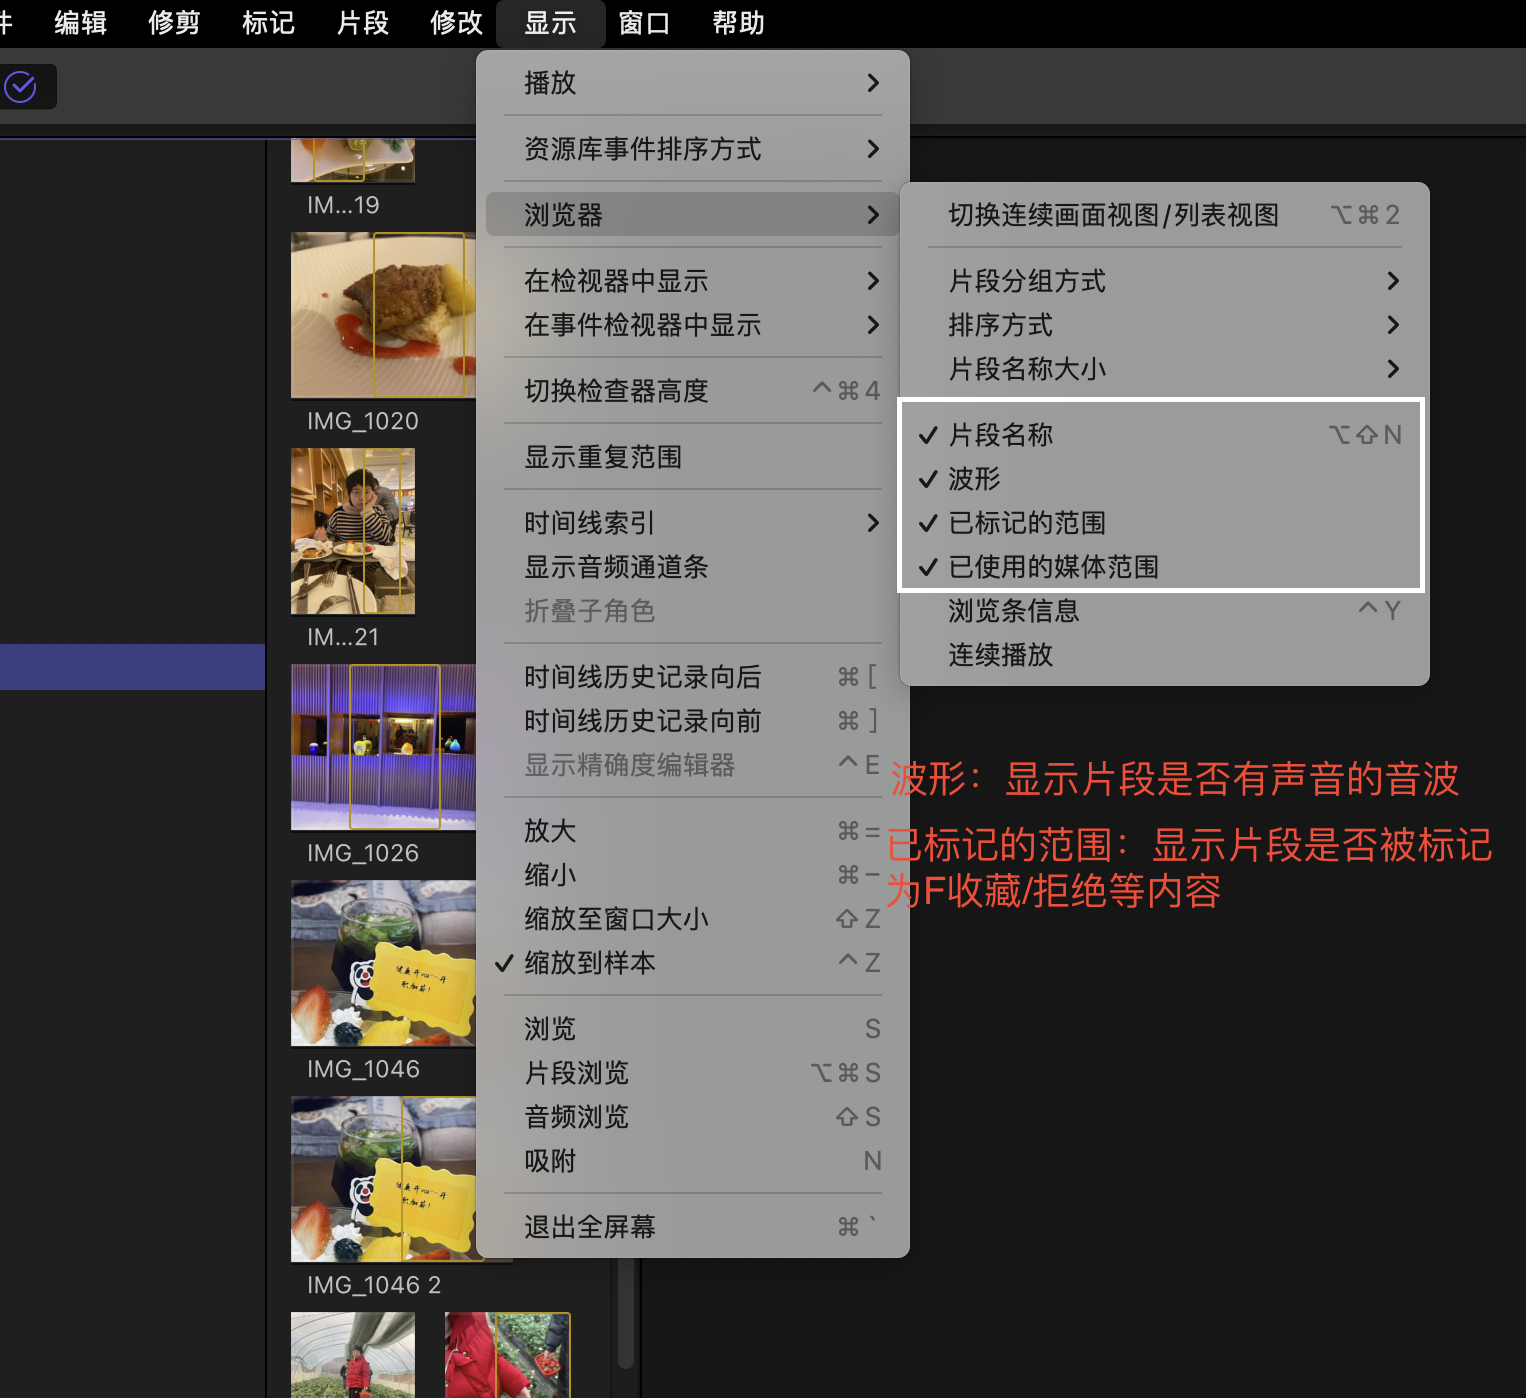 件 编辑 修剪 标记 片段 修改 显示 窗口 帮助
IM...19
IMG_1020
IM...21
IMG_1026
IMG_1046
IMG_1046 2
播放
资源库事件排序方式
浏览器
在检视器中显示
在事件检视器中显示
切换检查器高度 ^⌘4
显示重复范围
时间线索引
显示音频通道条
折叠子角色
时间线历史记录向后 ⌘[
时间线历史记录向前 ⌘]
显示精确度编辑器 ^E
放大 ⌘=
缩小 ⌘−
缩放至窗口大小 ⇧Z
✓ 缩放到样本 ^Z
浏览 S
片段浏览 ⌥⌘S
音频浏览 ⇧S
吸附 N
退出全屏幕 ⌘`
切换连续画面视图/列表视图 ⌥⌘2
片段分组方式
排序方式
片段名称大小
✓ 片段名称 ⌥⇧N
✓ 波形
✓ 已标记的范围
✓ 已使用的媒体范围
浏览条信息 ^Y
连续播放
波形：显示片段是否有声音的音波
已标记的范围：显示片段是否被标记
为F收藏/拒绝等内容